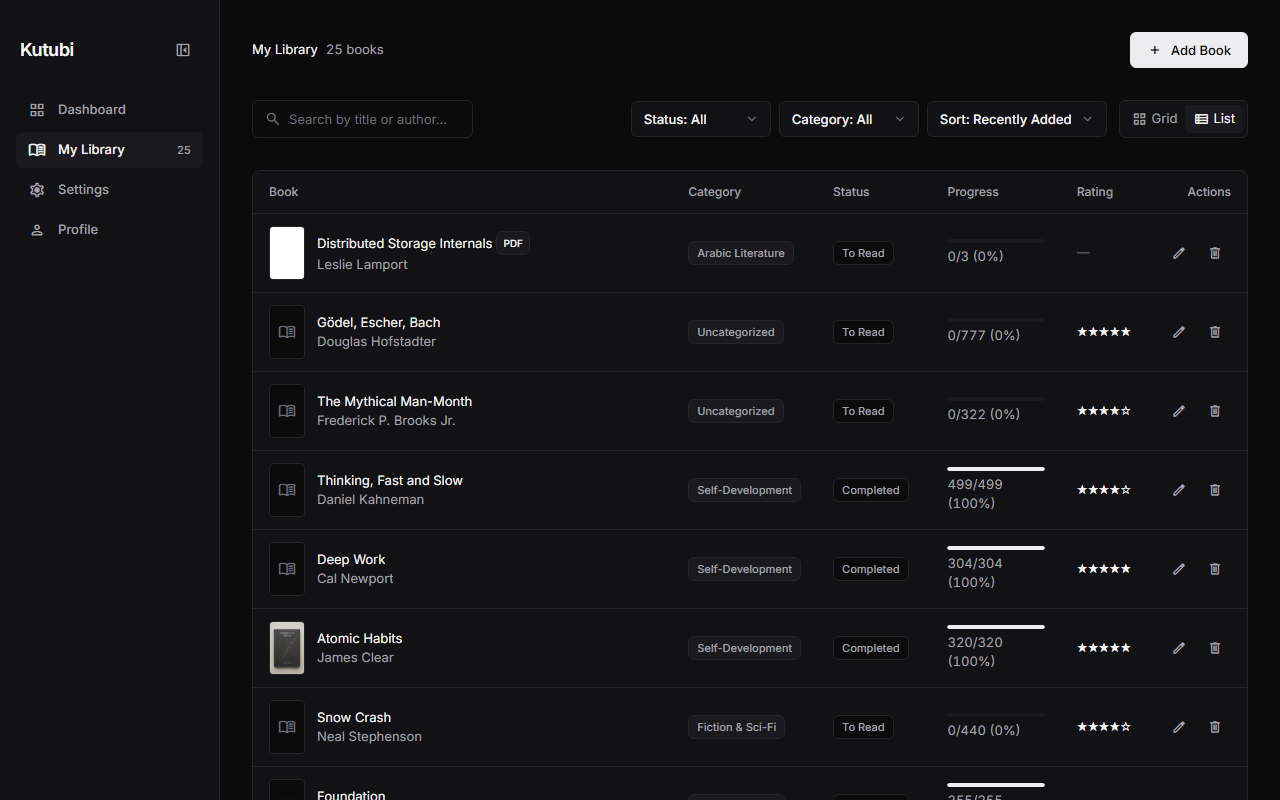 Kutubi
Dashboard
My Library 25
Settings
Profile
My Library 25 books
+ Add Book
Search by title or author...
Status: All
Category: All
Sort: Recently Added
Grid
List
Book Category Status Progress Rating Actions
Distributed Storage Internals PDF
Leslie Lamport
Arabic Literature
To Read
0/3 (0%)
—
Gödel, Escher, Bach
Douglas Hofstadter
Uncategorized
To Read
0/777 (0%)
★★★★★
The Mythical Man-Month
Frederick P. Brooks Jr.
Uncategorized
To Read
0/322 (0%)
★★★★☆
Thinking, Fast and Slow
Daniel Kahneman
Self-Development
Completed
499/499
(100%)
★★★★☆
Deep Work
Cal Newport
Self-Development
Completed
304/304
(100%)
★★★★★
Atomic Habits
James Clear
Self-Development
Completed
320/320
(100%)
★★★★★
Snow Crash
Neal Stephenson
Fiction & Sci-Fi
To Read
0/440 (0%)
★★★★☆
Foundation
255/255